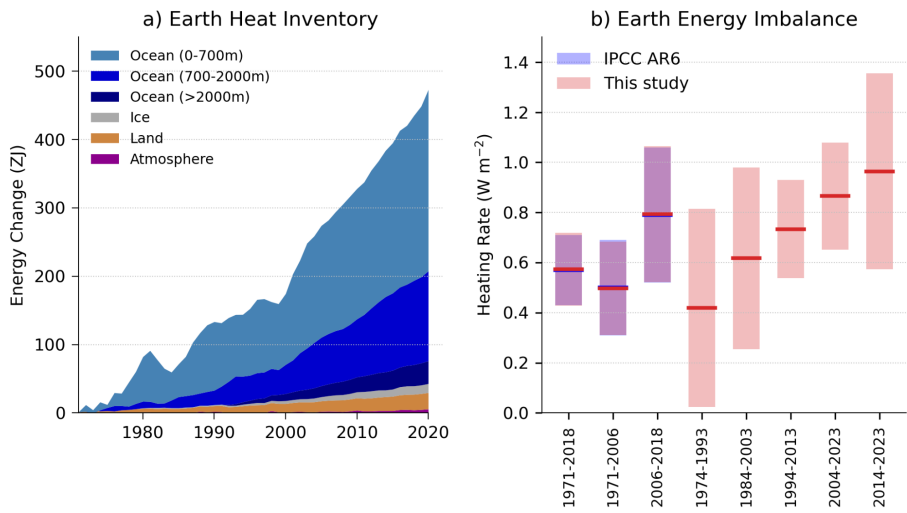 a) Earth Heat Inventory
Energy Change (ZJ)
500
400
300
200
100
0
Ocean (0-700m)
Ocean (700-2000m)
Ocean (>2000m)
Ice
Land
Atmosphere
1980
1990
2000
2010
2020
b) Earth Energy Imbalance
Heating Rate (W m⁻²)
1.4
1.2
1.0
0.8
0.6
0.4
0.2
0.0
IPCC AR6
This study
1971-2018
1971-2006
2006-2018
1974-1993
1984-2003
1994-2013
2004-2023
2014-2023